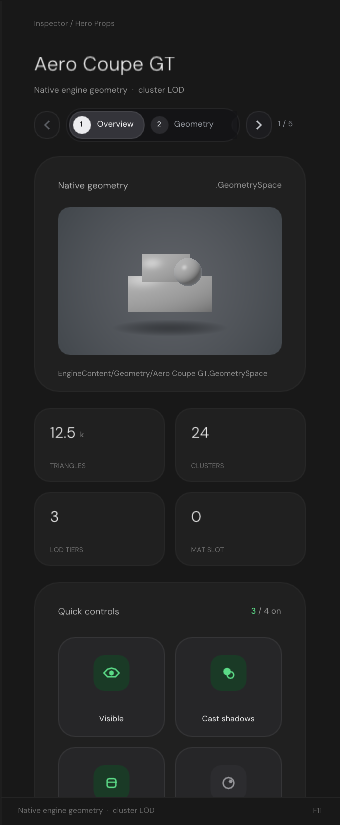 Inspector / Hero Props
Aero Coupe GT
Native engine geometry · cluster LOD
1 Overview 2 Geometry 1 / 5
Native geometry .GeometrySpace
EngineContent/Geometry/Aero Coupe GT.GeometrySpace
12.5 k
TRIANGLES
24
CLUSTERS
3
LOD TIERS
0
MAT SLOT
Quick controls 3 / 4 on
Visible
Cast shadows
Native engine geometry · cluster LOD